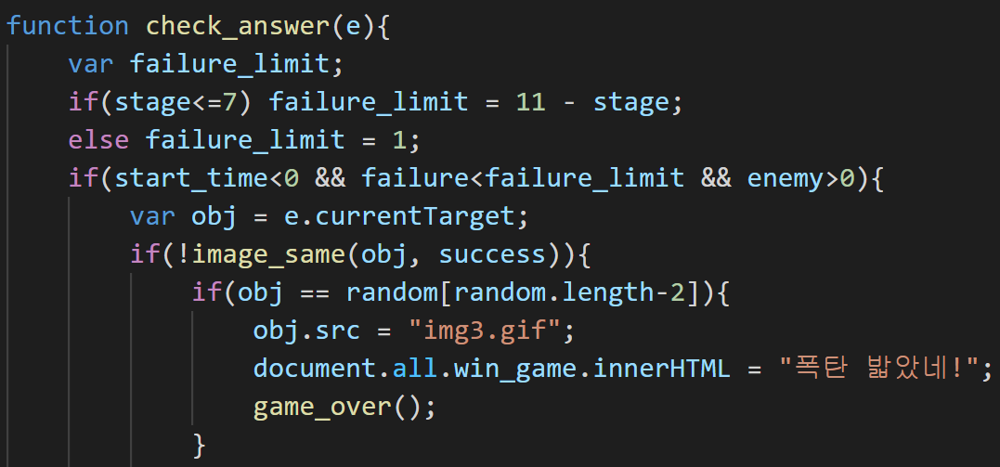 function check_answer(e){
    var failure_limit;
    if(stage<=7) failure_limit = 11 - stage;
    else failure_limit = 1;
    if(start_time<0 && failure<failure_limit && enemy>0){
        var obj = e.currentTarget;
        if(!image_same(obj, success)){
            if(obj == random[random.length-2]){
                obj.src = "img3.gif";
                document.all.win_game.innerHTML = "폭탄 밟았네!";
                game_over();
            }